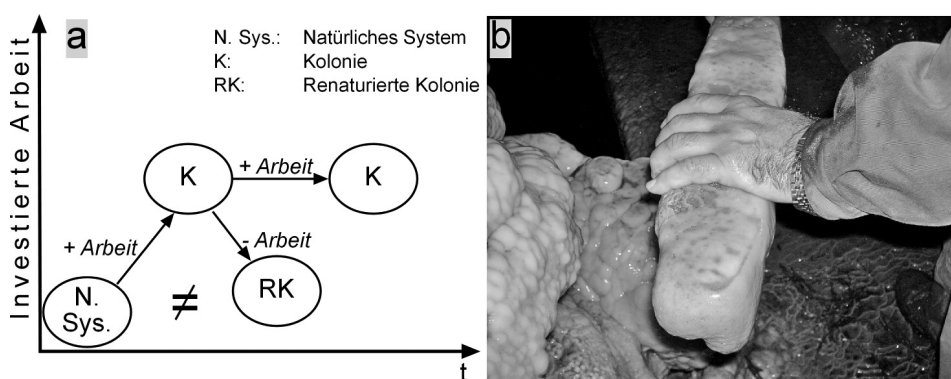 a
N. Sys.: Natürliches System
K: Kolonie
RK: Renaturierte Kolonie
Investierte Arbeit
K
+ Arbeit
K
+ Arbeit
- Arbeit
N.
Sys.
≠
RK
t
b